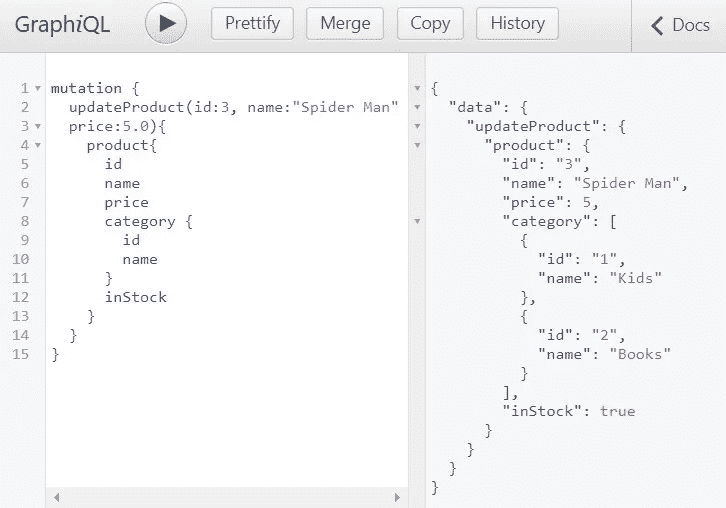 GraphiQL Prettify Merge Copy History Docs
1 mutation {
2   updateProduct(id:3, name:"Spider Man"
3   price:5.0){
4     product{
5       id
6       name
7       price
8       category {
9         id
10         name
11       }
12       inStock
13     }
14   }
15 }
{
  "data": {
    "updateProduct": {
      "product": {
        "id": "3",
        "name": "Spider Man",
        "price": 5,
        "category": [
          {
            "id": "1",
            "name": "Kids"
          },
          {
            "id": "2",
            "name": "Books"
          }
        ],
        "inStock": true
      }
    }
  }
}